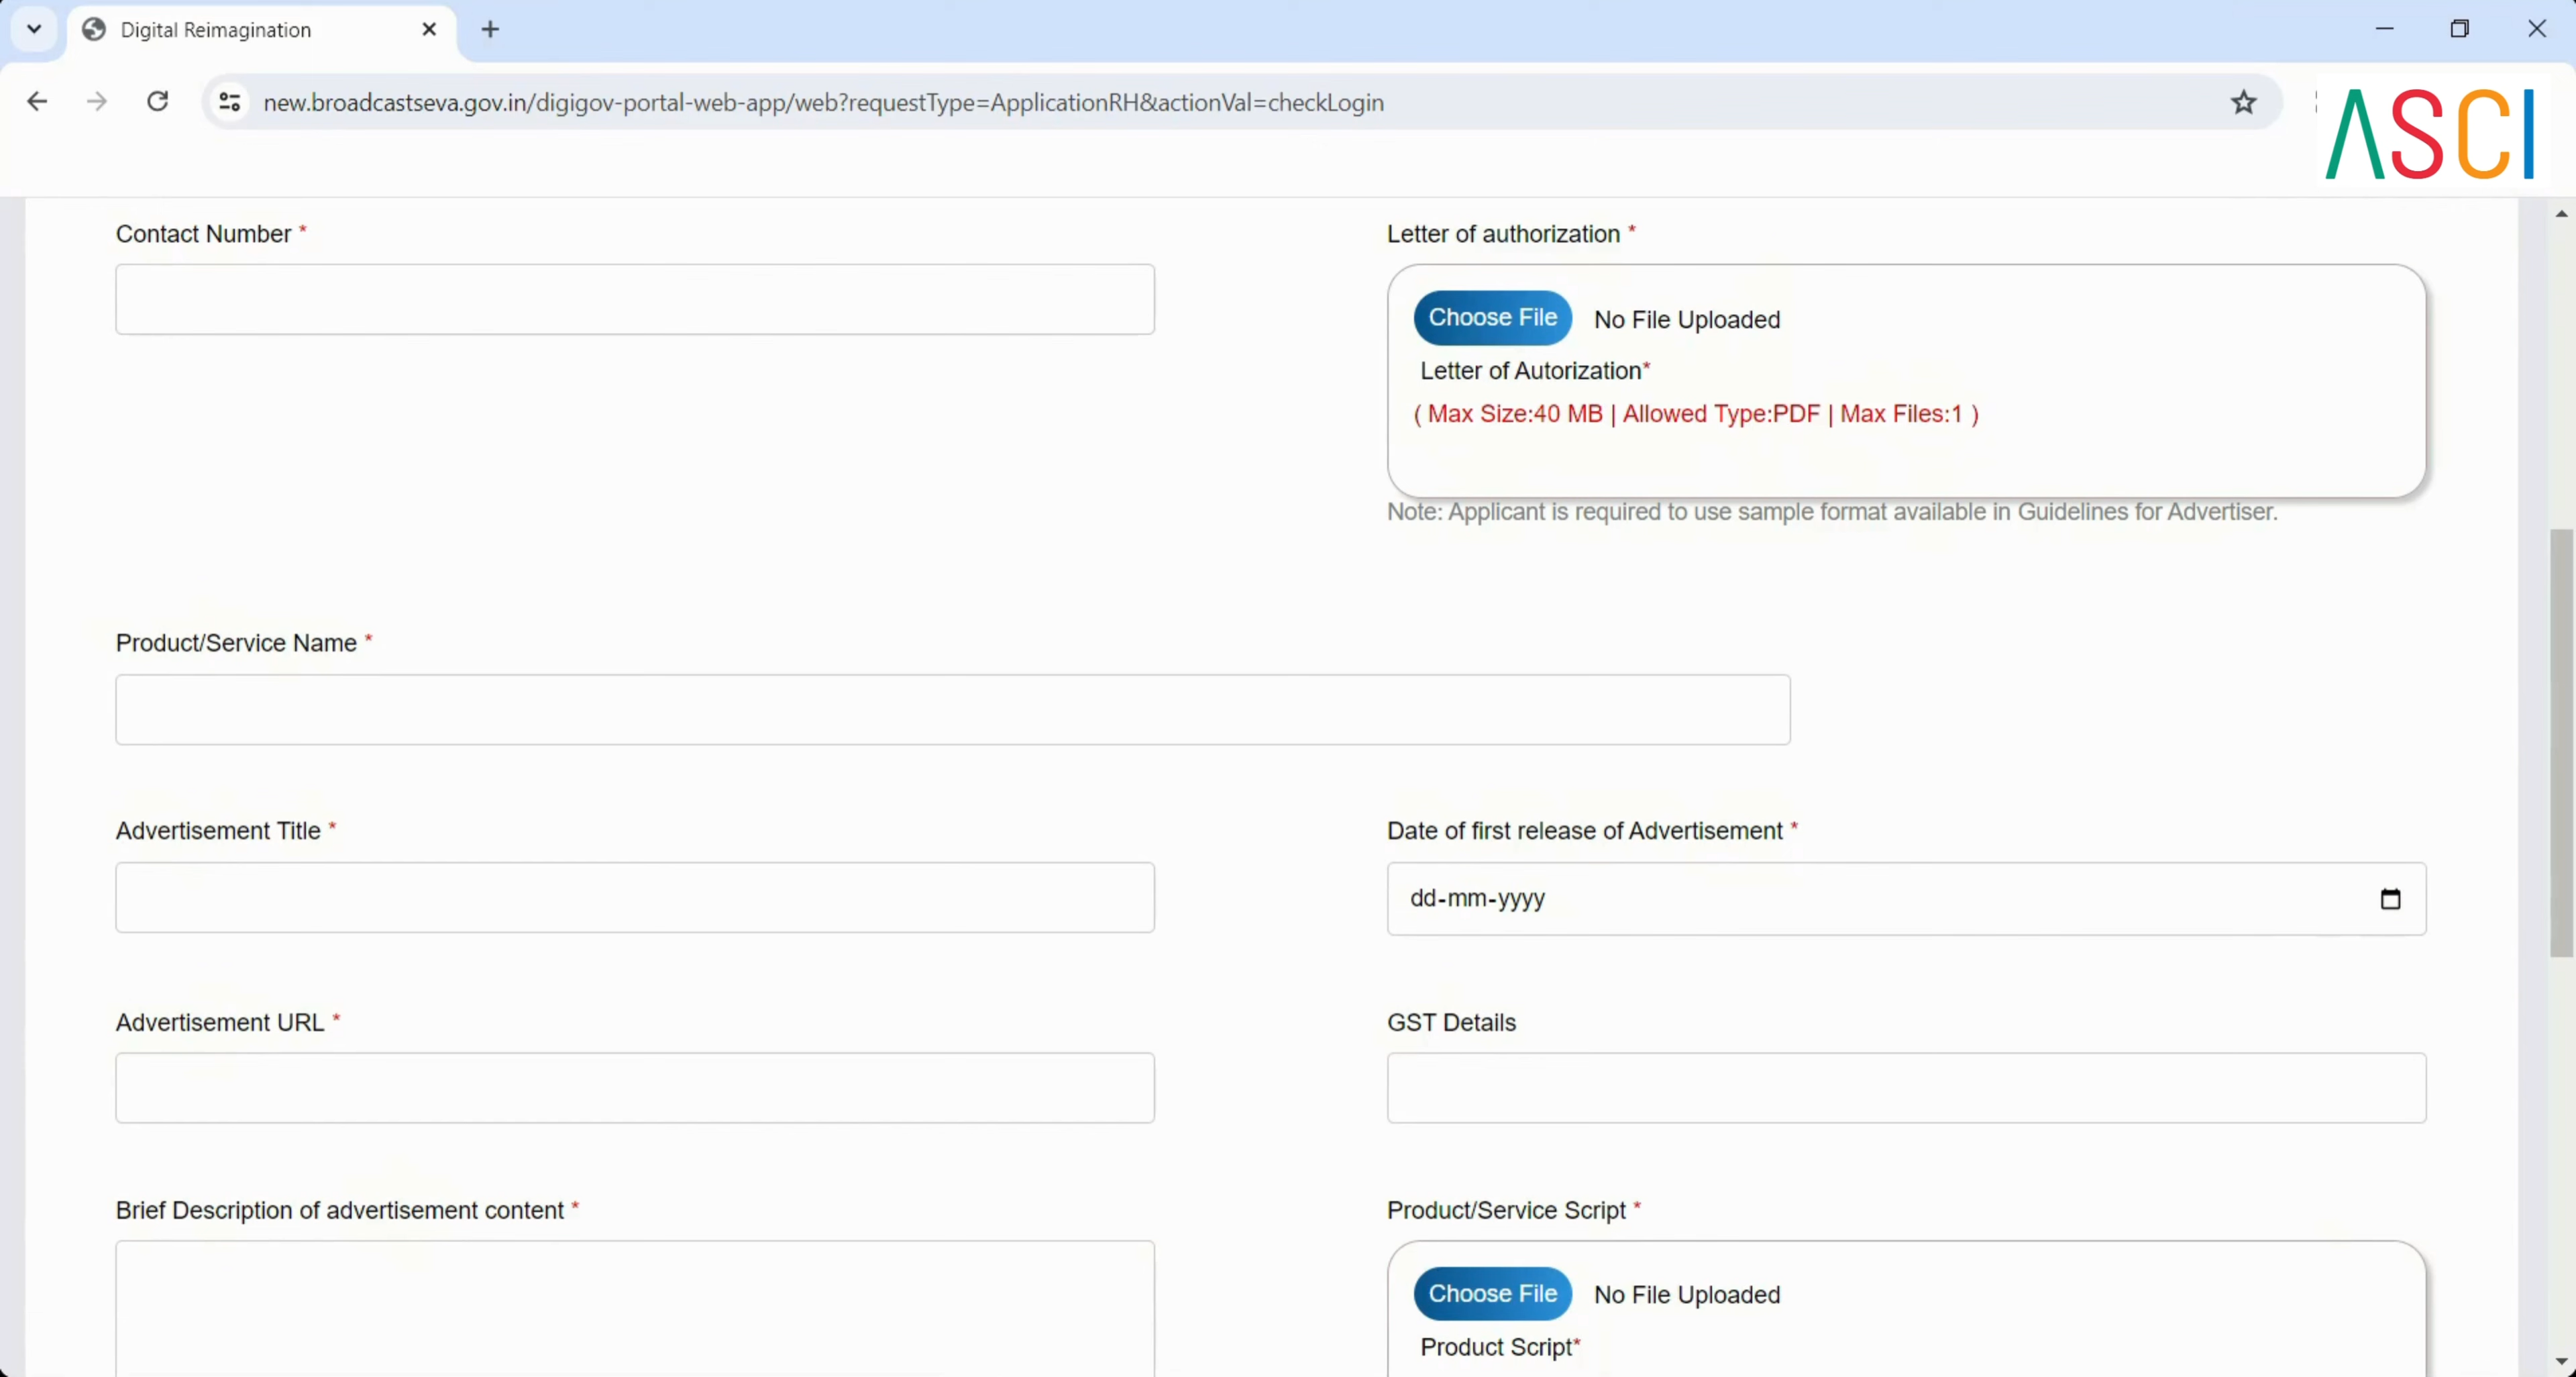 Digital Reimagination
new.broadcastseva.gov.in/digigov-portal-web-app/web?requestType=ApplicationRH&actionVal=checkLogin
ASCI
Contact Number *
Letter of authorization *
Choose File No File Uploaded
Letter of Autorization*
( Max Size:40 MB | Allowed Type:PDF | Max Files:1 )
Note: Applicant is required to use sample format available in Guidelines for Advertiser.
Product/Service Name *
Advertisement Title *
Date of first release of Advertisement *
dd-mm-yyyy
Advertisement URL *
GST Details
Brief Description of advertisement content *
Product/Service Script *
Choose File No File Uploaded
Product Script*